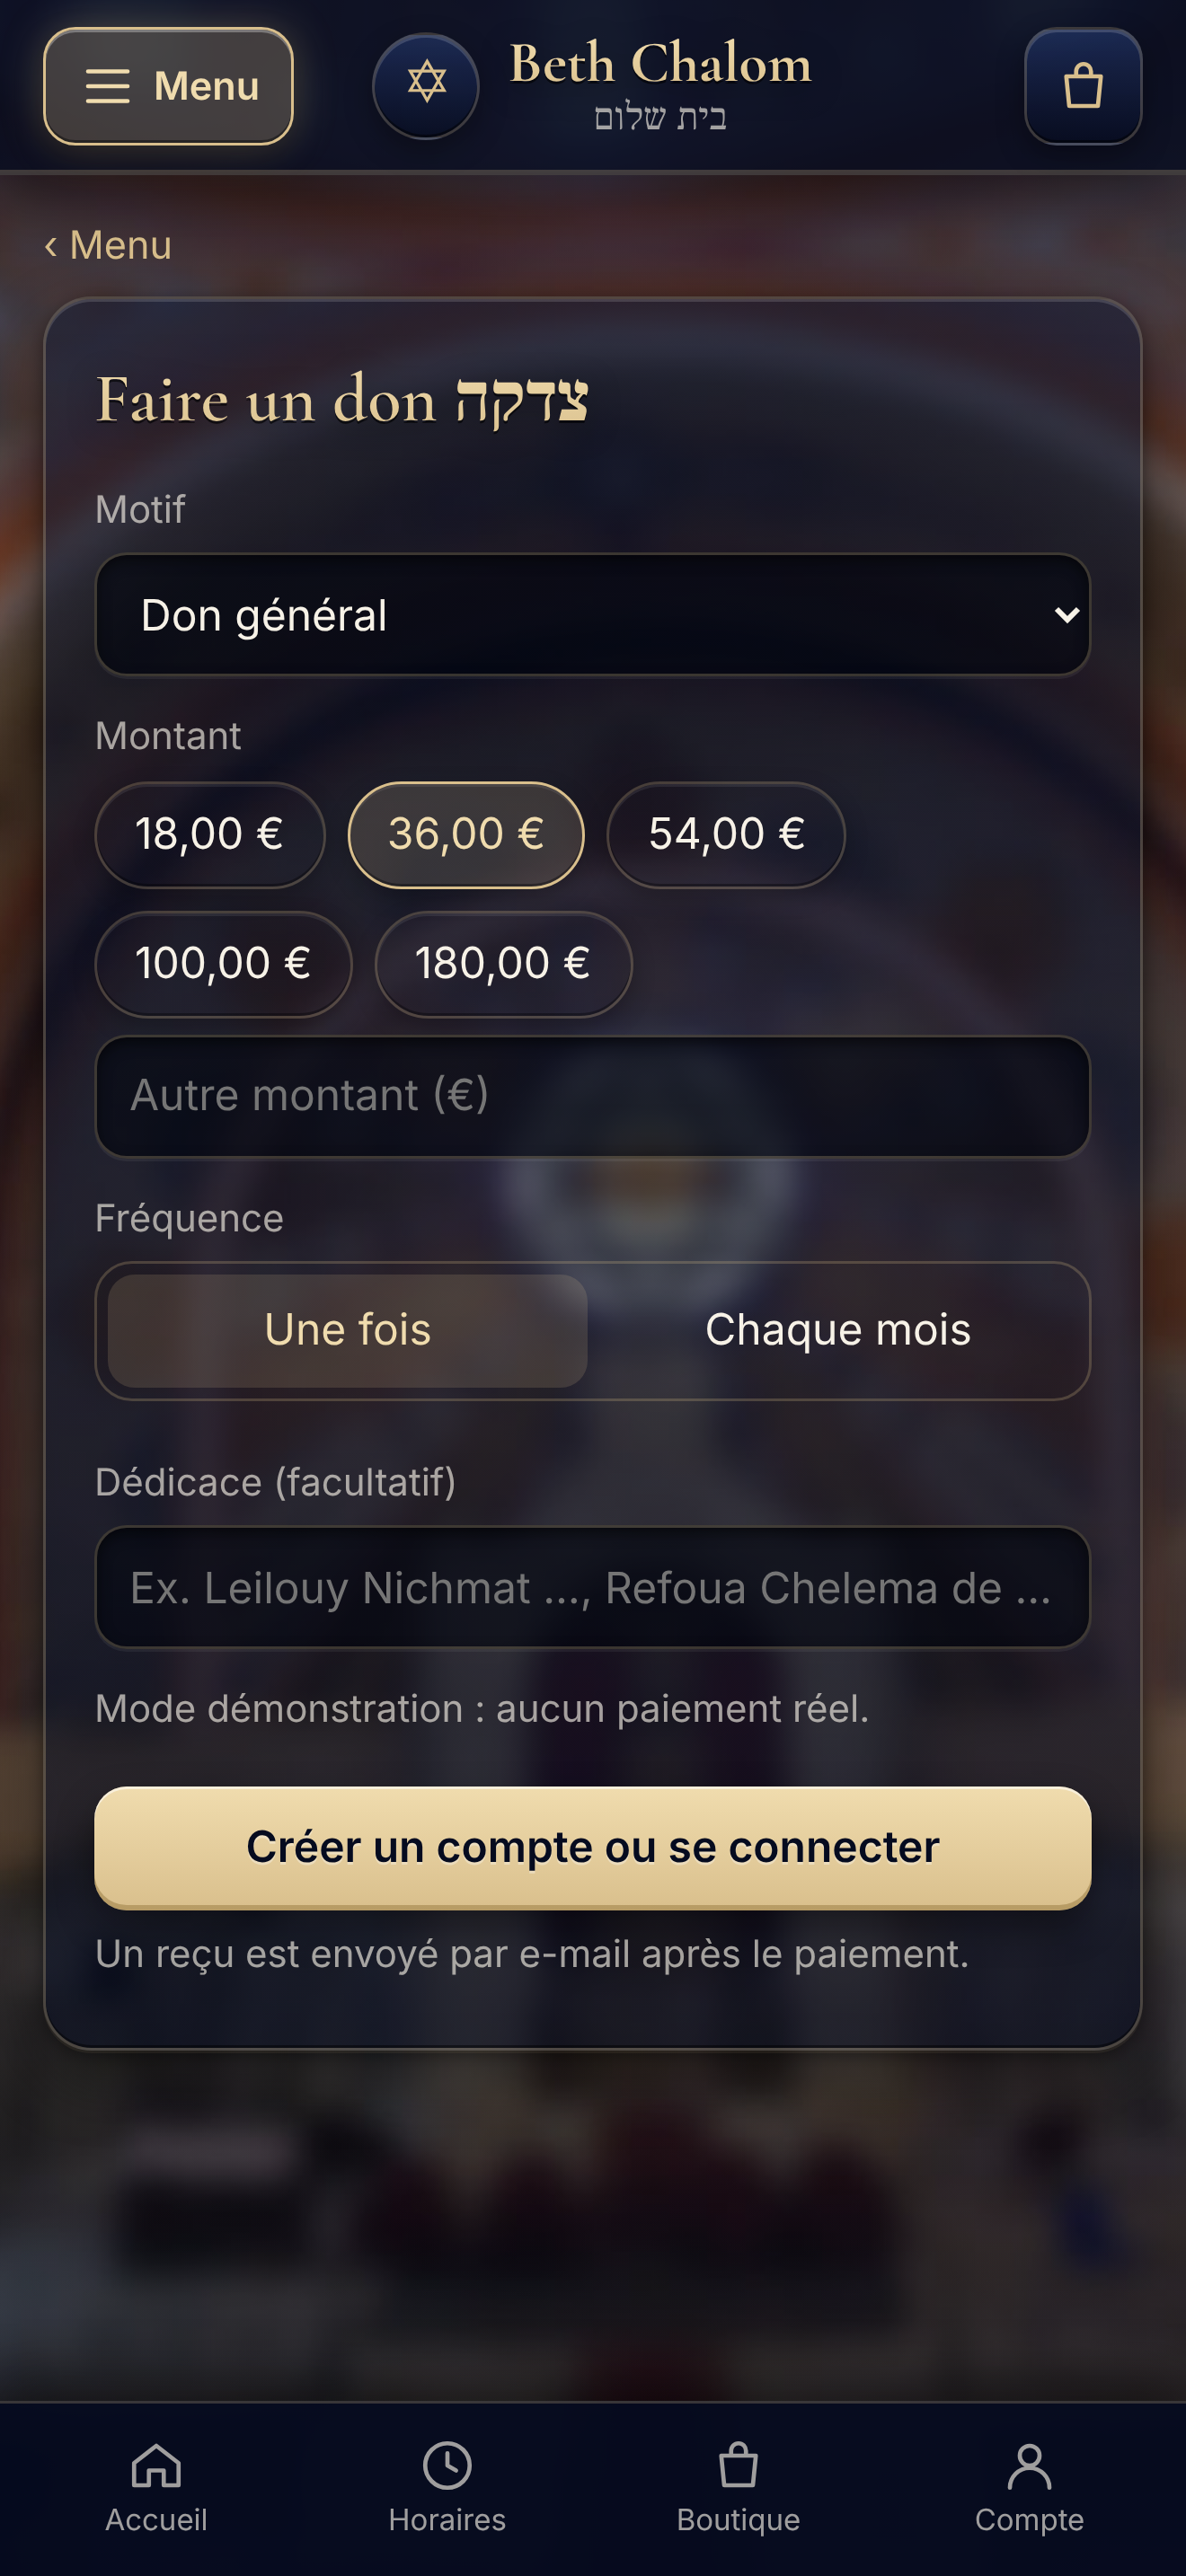 Menu
Beth Chalom
בית שלום
‹ Menu
Faire un don צדקה
Motif
Don général
Montant
18,00 € 36,00 € 54,00 €
100,00 € 180,00 €
Autre montant (€)
Fréquence
Une fois Chaque mois
Dédicace (facultatif)
Ex. Leilouy Nichmat ..., Refoua Chelema de ...
Mode démonstration : aucun paiement réel.
Créer un compte ou se connecter
Un reçu est envoyé par e-mail après le paiement.
Accueil Horaires Boutique Compte